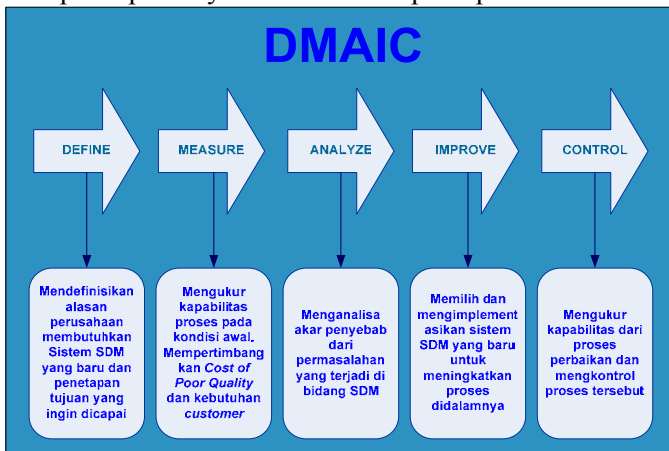 DMAIC
DEFINE
MEASURE
ANALYZE
IMPROVE
CONTROL
Mendefinisikan
alasan
perusahaan
membutuhkan
Sistem SDM
yang baru dan
penetapan
tujuan yang
ingin dicapai
Mengukur
kapabilitas
proses pada
kondisi awal.
Mempertimbang
kan Cost of
Poor Quality
dan kebutuhan
customer
Menganalisa
akar penyebab
dari
permasalahan
yang terjadi di
bidang SDM
Memilih dan
mengimplement
asikan sistem
SDM yang baru
untuk
meningkatkan
proses
didalamnya
Mengukur
kapabilitas dari
proses
perbaikan dan
mengkontrol
proses tersebut